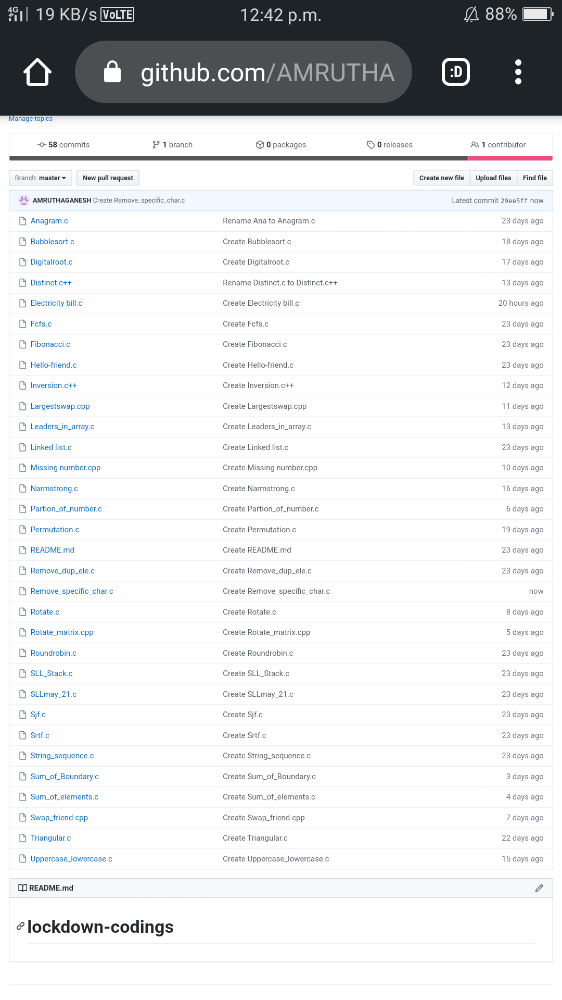 4G 19 KB/s VoLTE 12:42 p.m. 88%
github.com/AMRUTHA :D
Manage topics
58 commits 1 branch 0 packages 0 releases 1 contributor
Branch: master New pull request Create new file Upload files Find file
AMRUTHAGANESH Create Remove_specific_char.c Latest commit 29ee5ff now
Anagram.c Rename Ana to Anagram.c 23 days ago
Bubblesort.c Create Bubblesort.c 18 days ago
Digitalroot.c Create Digitalroot.c 17 days ago
Distinct.c++ Rename Distinct.c to Distinct.c++ 13 days ago
Electricity bill.c Create Electricity bill.c 20 hours ago
Fcfs.c Create Fcfs.c 23 days ago
Fibonacci.c Create Fibonacci.c 23 days ago
Hello-friend.c Create Hello-friend.c 23 days ago
Inversion.c++ Create Inversion.c++ 12 days ago
Largestswap.cpp Create Largestswap.cpp 11 days ago
Leaders_in_array.c Create Leaders_in_array.c 13 days ago
Linked list.c Create Linked list.c 23 days ago
Missing number.cpp Create Missing number.cpp 10 days ago
Narmstrong.c Create Narmstrong.c 16 days ago
Partion_of_number.c Create Partion_of_number.c 6 days ago
Permutation.c Create Permutation.c 19 days ago
README.md Create README.md 23 days ago
Remove_dup_ele.c Create Remove_dup_ele.c 23 days ago
Remove_specific_char.c Create Remove_specific_char.c now
Rotate.c Create Rotate.c 8 days ago
Rotate_matrix.cpp Create Rotate_matrix.cpp 5 days ago
Roundrobin.c Create Roundrobin.c 23 days ago
SLL_Stack.c Create SLL_Stack.c 23 days ago
SLLmay_21.c Create SLLmay_21.c 23 days ago
Sjf.c Create Sjf.c 23 days ago
Srtf.c Create Srtf.c 23 days ago
String_sequence.c Create String_sequence.c 23 days ago
Sum_of_Boundary.c Create Sum_of_Boundary.c 3 days ago
Sum_of_elements.c Create Sum_of_elements.c 4 days ago
Swap_friend.cpp Create Swap_friend.cpp 7 days ago
Triangular.c Create Triangular.c 22 days ago
Uppercase_lowercase.c Create Uppercase_lowercase.c 15 days ago
README.md
lockdown-codings